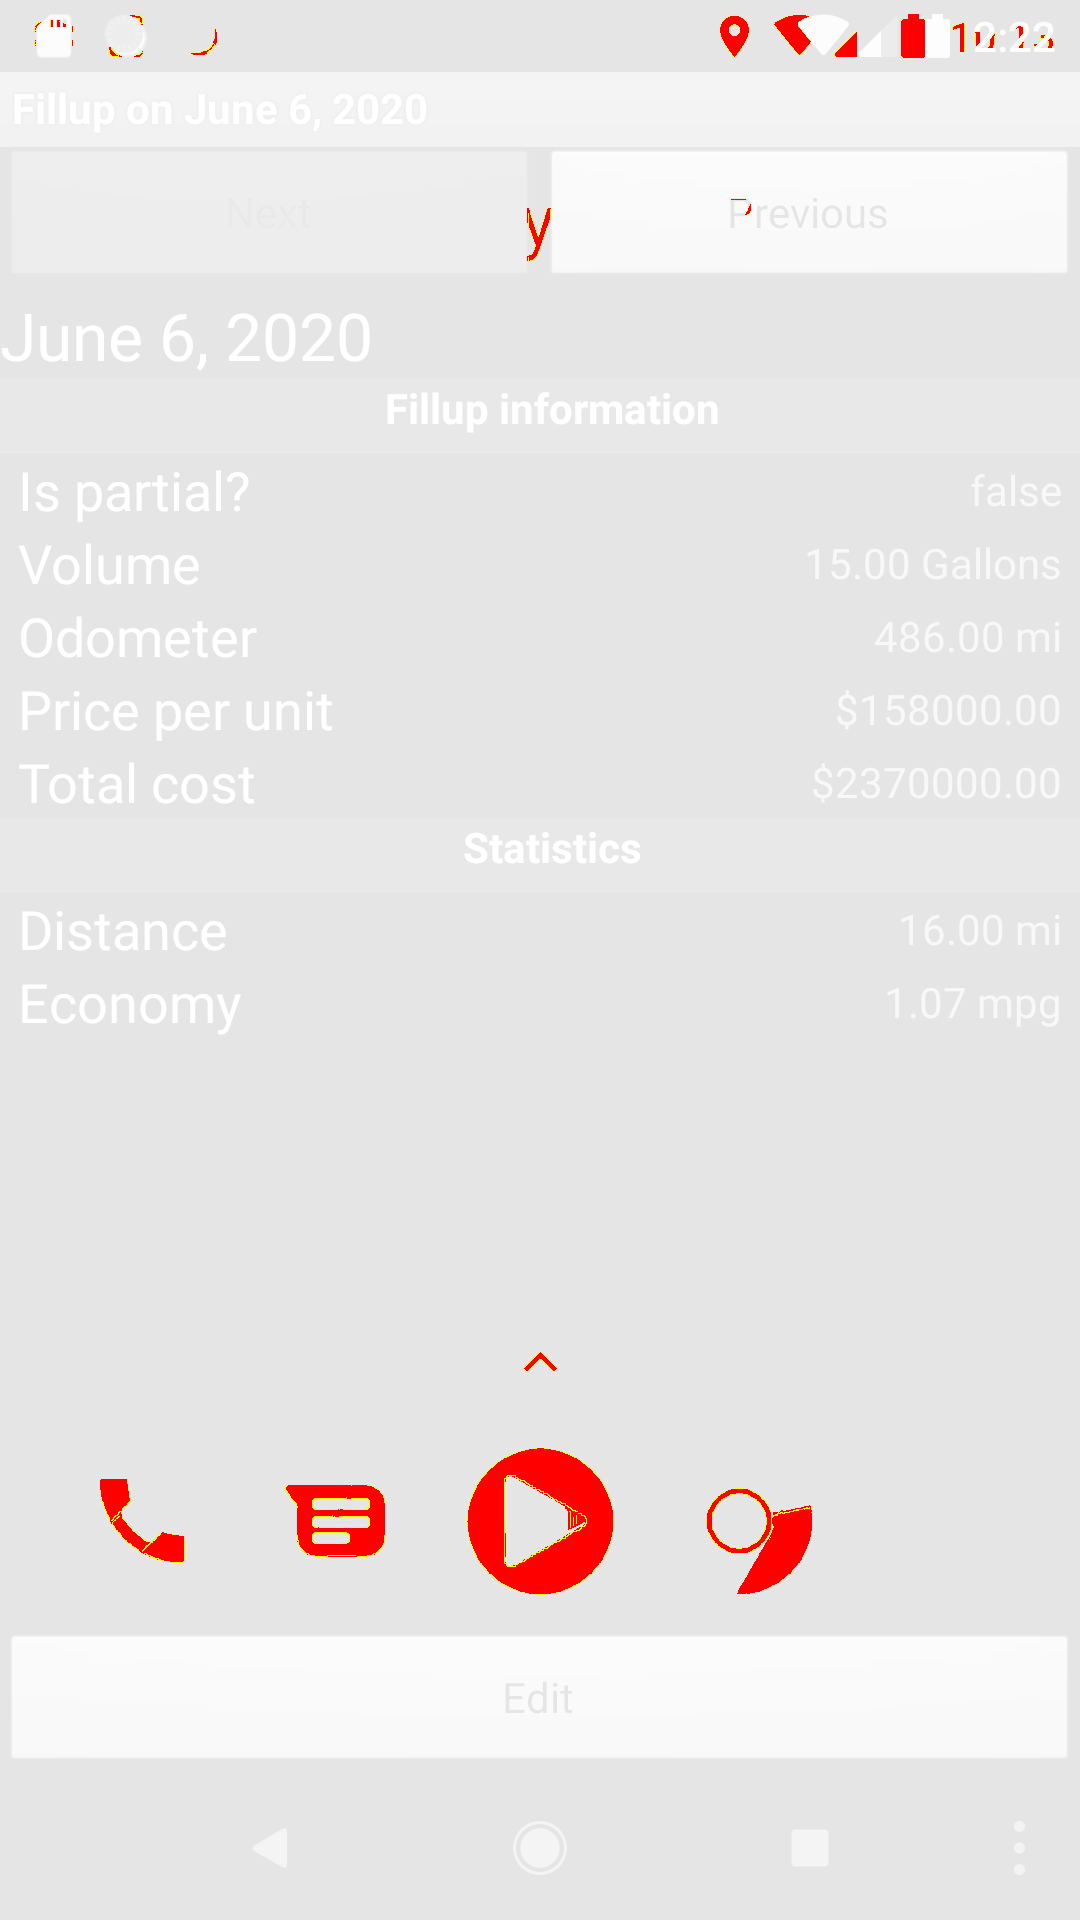 Fillup on June 6, 2020
Next
Previous
June 6, 2020
Fillup information
Is partial? false
Volume 15.00 Gallons
Odometer 486.00 mi
Price per unit $158000.00
Total cost $2370000.00
Statistics
Distance 16.00 mi
Economy 1.07 mpg
Edit